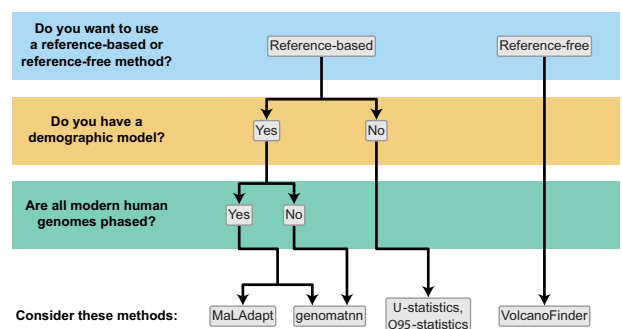 Do you want to use
a reference-based or
reference-free method?
Reference-based
Reference-free
Do you have a
demographic model?
Yes
No
Are all modern human
genomes phased?
Yes
No
Consider these methods:
MaLAdapt
genomatnn
U-statistics,
Q95-statistics
VolcanoFinder